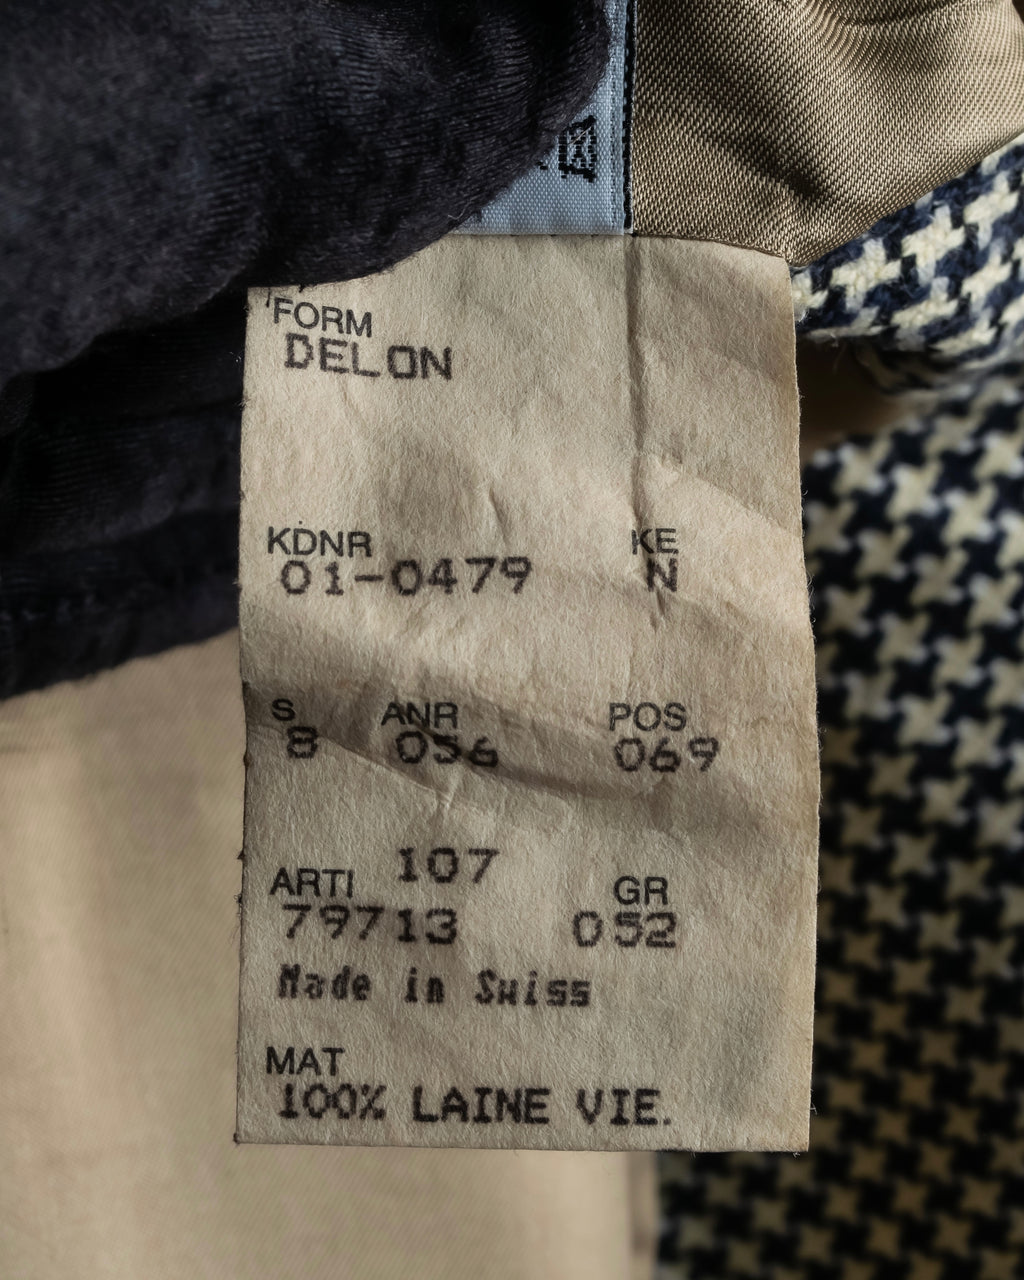 FORM
DELON
KDNR KE
01-0479 N
S ANR POS
8 056 069
107
ARTI GR
79713 052
Made in Swiss
MAT
100% LAINE VIE.